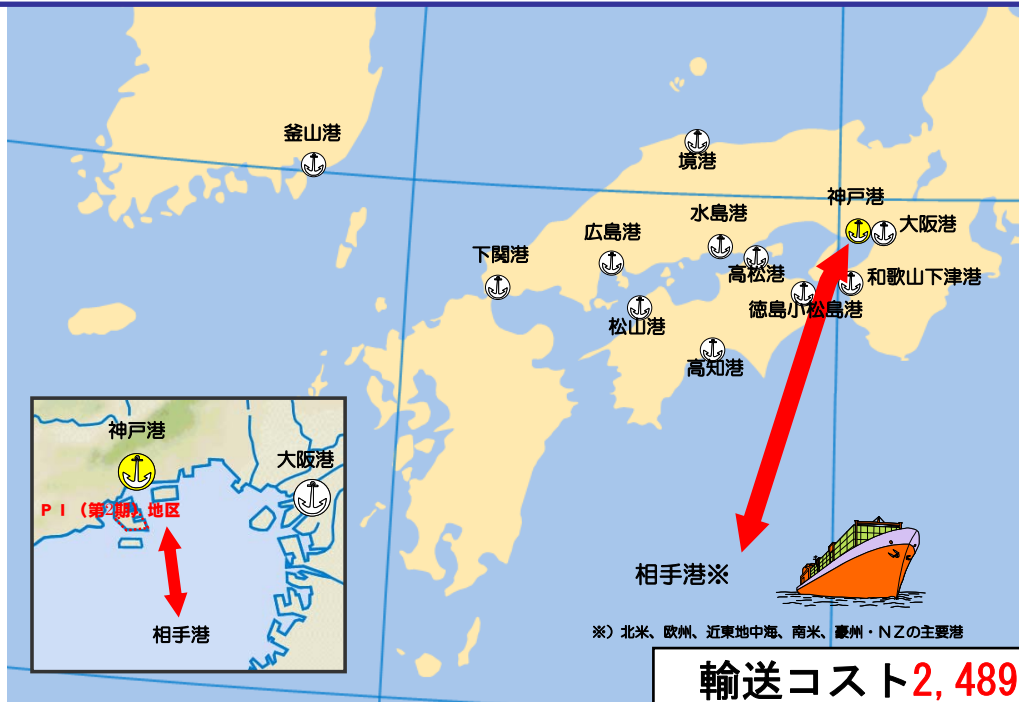 釜山港
境港
神戸港
水島港
大阪港
広島港
下関港
高松港
和歌山下津港
徳島小松島港
松山港
高知港
神戸港
大阪港
ＰＩ（第2期）地区
相手港
相手港※
※）北米、欧州、近東地中海、南米、豪州・ＮＺの主要港
輸送コスト2,489